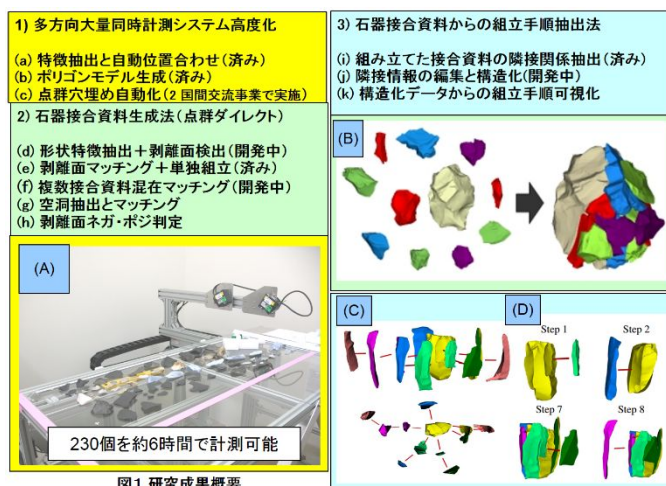 1) 多方向大量同時計測システム高度化
(a) 特徴抽出と自動位置合わせ(済み)
(b) ポリゴンモデル生成(済み)
(c) 点群穴埋め自動化(2国間交流事業で実施)
2) 石器接合資料生成法(点群ダイレクト)
(d) 形状特徴抽出+剥離面検出(開発中)
(e) 剥離面マッチング+単独組立(済み)
(f) 複数接合資料混在マッチング(開発中)
(g) 空洞抽出とマッチング
(h) 剥離面ネガ・ポジ判定
(A)
230個を約6時間で計測可能
図1 研究成果概要
3) 石器接合資料からの組立手順抽出法
(i) 組み立てた接合資料の隣接関係抽出(済み)
(j) 隣接情報の編集と構造化(開発中)
(k) 構造化データからの組立手順可視化
(B)
(C)
(D)
Step 1
Step 2
Step 7
Step 8